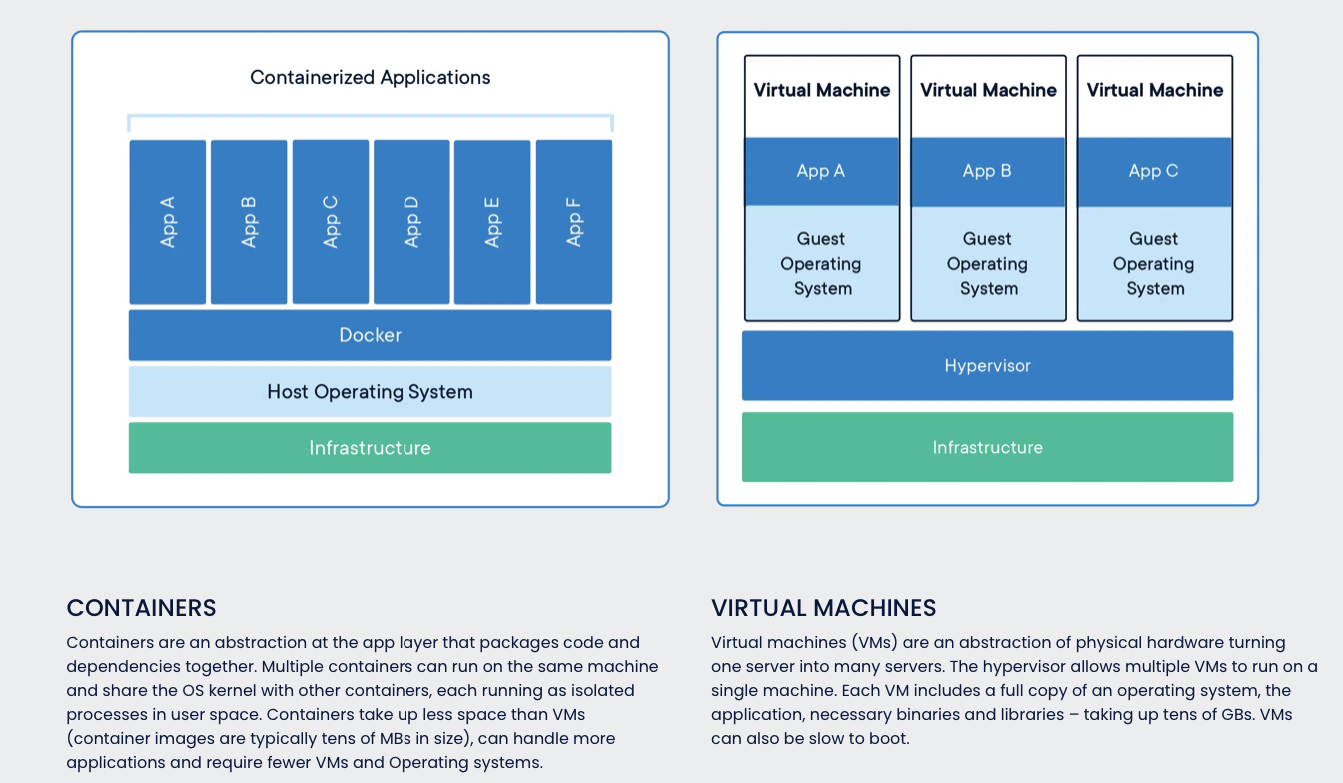 Containerized Applications
App A
App B
App C
App D
App E
App F
Docker
Host Operating System
Infrastructure
Virtual Machine
App A
Guest
Operating
System
Virtual Machine
App B
Guest
Operating
System
Virtual Machine
App C
Guest
Operating
System
Hypervisor
Infrastructure
CONTAINERS
Containers are an abstraction at the app layer that packages code and
dependencies together. Multiple containers can run on the same machine
and share the OS kernel with other containers, each running as isolated
processes in user space. Containers take up less space than VMs
(container images are typically tens of MBs in size), can handle more
applications and require fewer VMs and Operating systems.
VIRTUAL MACHINES
Virtual machines (VMs) are an abstraction of physical hardware turning
one server into many servers. The hypervisor allows multiple VMs to run on a
single machine. Each VM includes a full copy of an operating system, the
application, necessary binaries and libraries – taking up tens of GBs. VMs
can also be slow to boot.